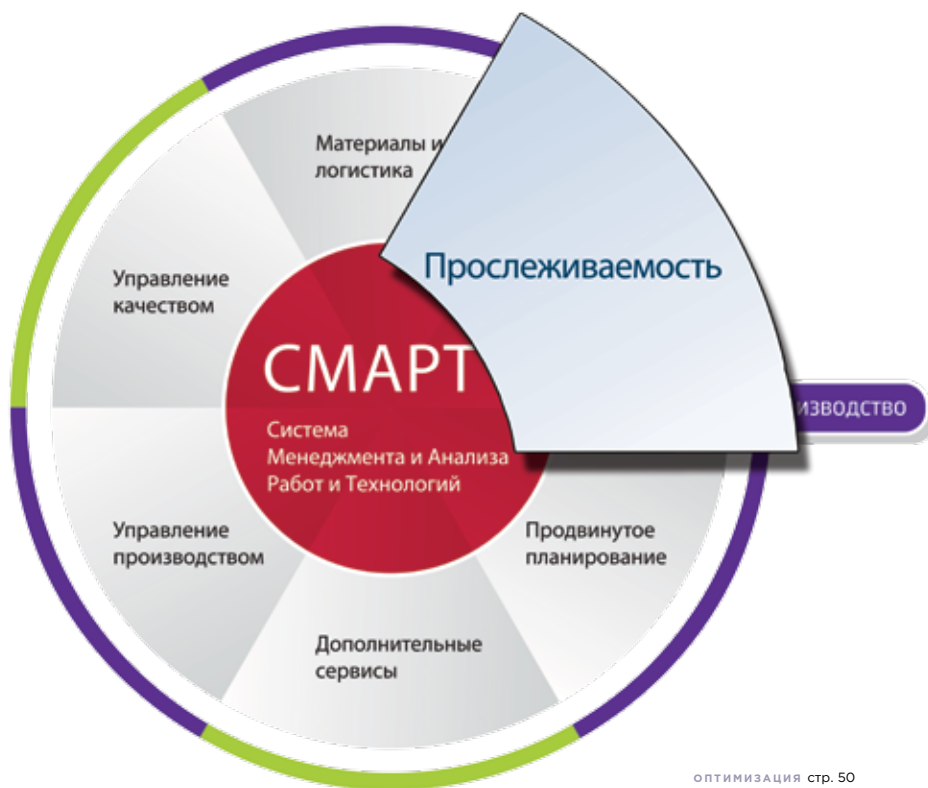 Материалы и
логистика
Прослеживаемость
Управление
качеством
СМАРТ
Система
Менеджмента и Анализа
Работ и Технологий
ИЗВОДСТВО
Управление
производством
Продвинутое
планирование
Дополнительные
сервисы
ОПТИМИЗАЦИЯ стр. 50